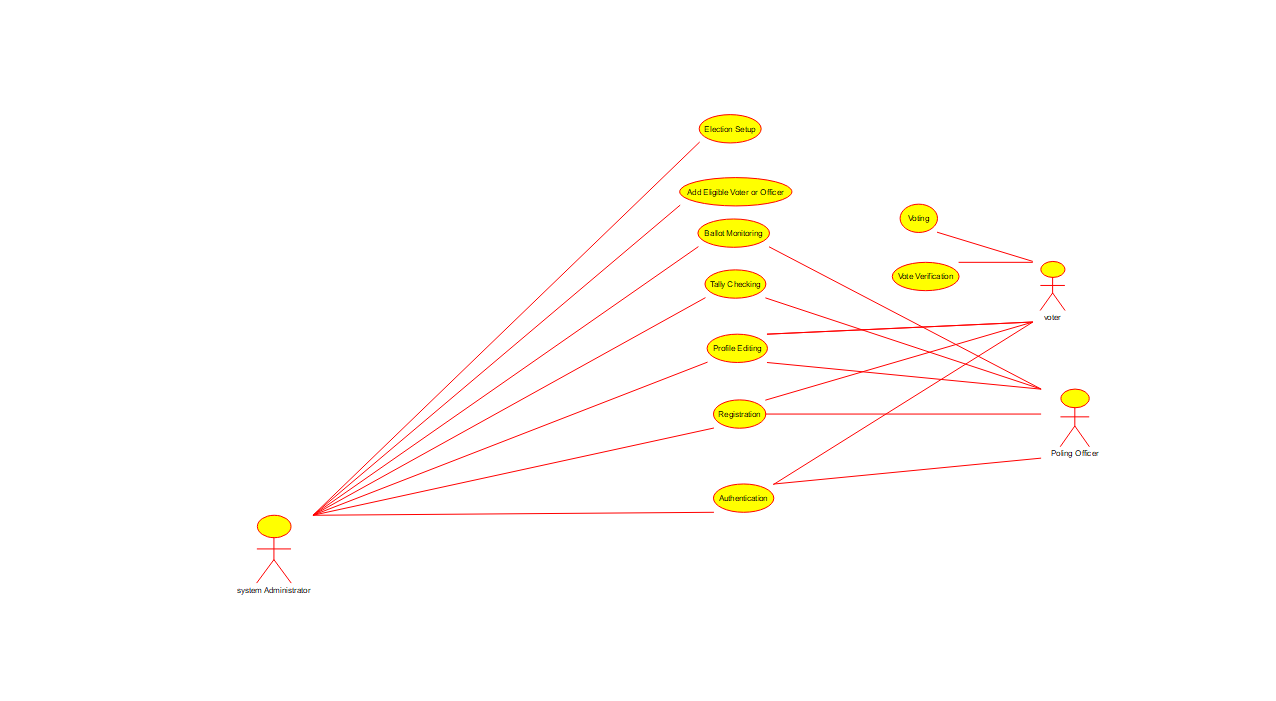 Election Setup
Add Eligible Voter or Officer
Voting
Ballot Monitoring
Vote Verification
Tally Checking
voter
Profile Editing
Registration
Poling Officer
Authentication
system Administrator